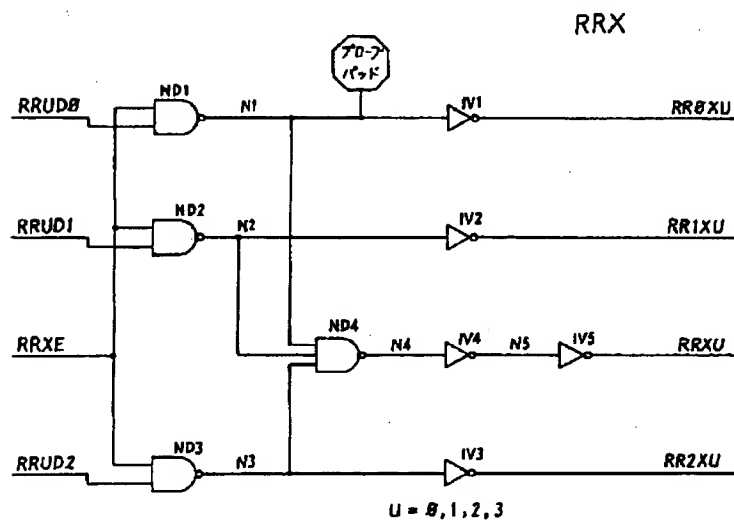 RRX
プローブ
パッド
ND1
N1
IV1
RRUD0
RR0XU
ND2
N2
IV2
RRUD1
RR1XU
ND4
N4
IV4
N5
IV5
RRXE
RRXU
ND3
N3
IV3
RRUD2
RR2XU
U = 0,1,2,3